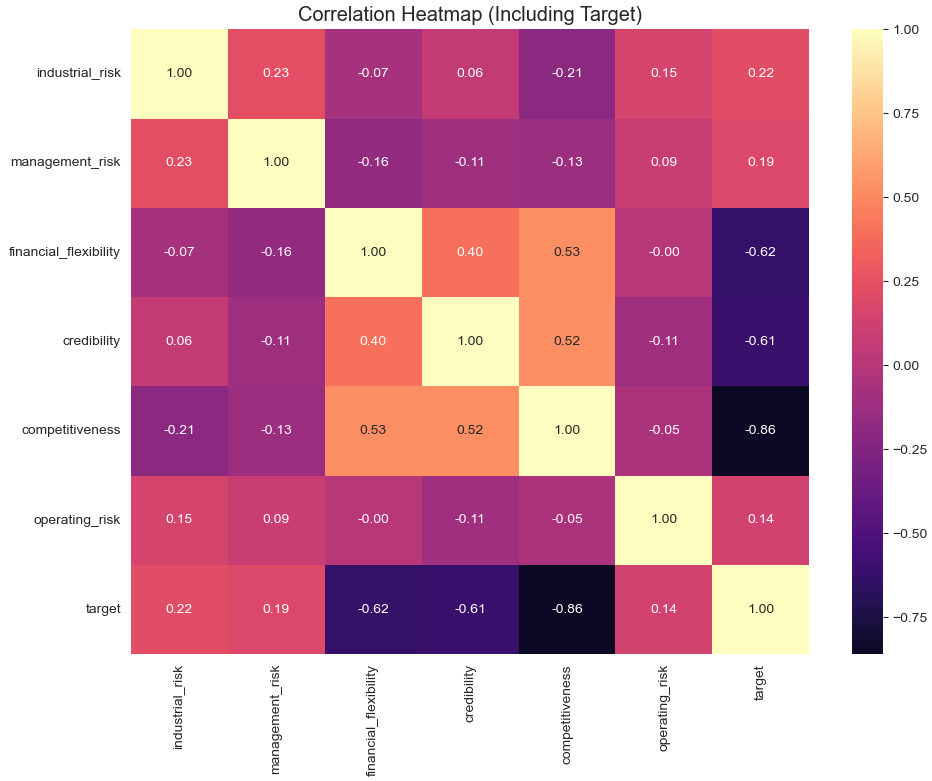 Correlation Heatmap (Including Target)
industrial_risk 1.00 0.23 -0.07 0.06 -0.21 0.15 0.22
management_risk 0.23 1.00 -0.16 -0.11 -0.13 0.09 0.19
financial_flexibility -0.07 -0.16 1.00 0.40 0.53 -0.00 -0.62
credibility 0.06 -0.11 0.40 1.00 0.52 -0.11 -0.61
competitiveness -0.21 -0.13 0.53 0.52 1.00 -0.05 -0.86
operating_risk 0.15 0.09 -0.00 -0.11 -0.05 1.00 0.14
target 0.22 0.19 -0.62 -0.61 -0.86 0.14 1.00
industrial_risk
management_risk
financial_flexibility
credibility
competitiveness
operating_risk
target
1.00
0.75
0.50
0.25
0.00
−0.25
−0.50
−0.75